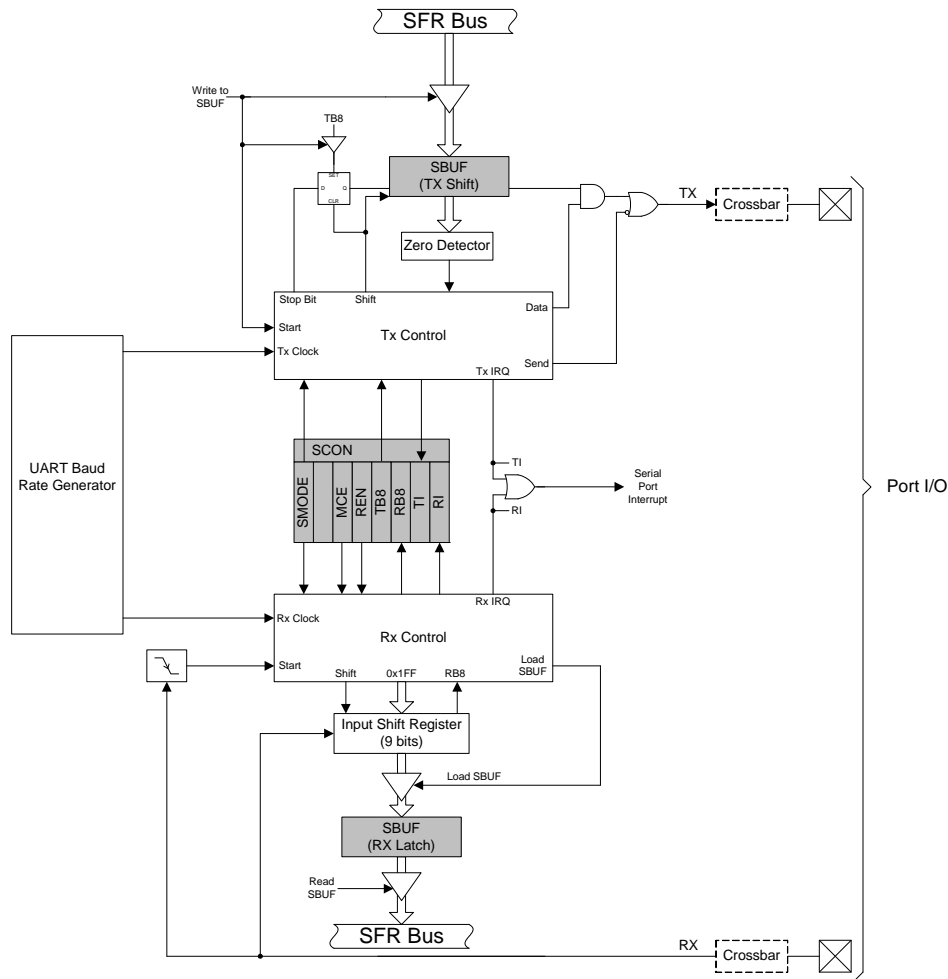 SFR Bus
Write to
SBUF
TB8
SET
D
Q
CLR
SBUF
(TX Shift)
TX
Crossbar
Zero Detector
Stop Bit
Shift
Data
Start
Tx Control
Tx Clock
Send
Tx IRQ
UART Baud
Rate Generator
SCON
SMODE
MCE
REN
TB8
RB8
TI
RI
TI
RI
Serial
Port
Interrupt
Port I/O
Rx IRQ
Rx Clock
Rx Control
Start
Load
SBUF
Shift
0x1FF
RB8
Input Shift Register
(9 bits)
Load SBUF
SBUF
(RX Latch)
Read
SBUF
SFR Bus
RX
Crossbar